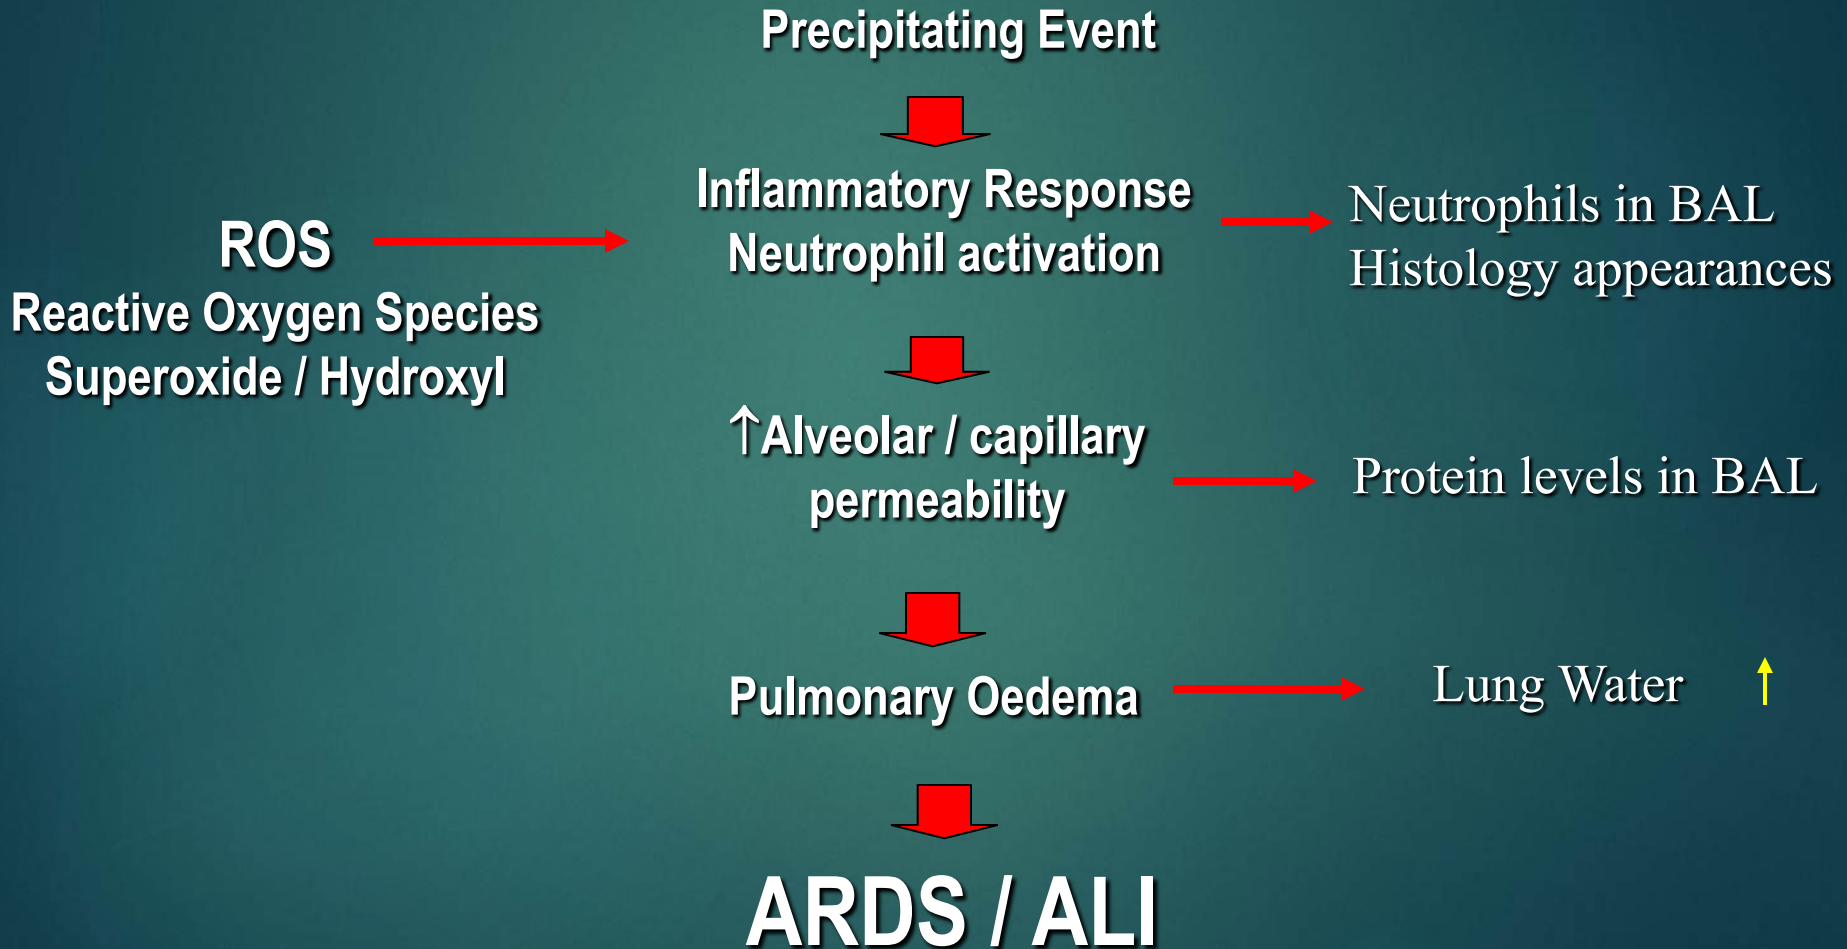 Precipitating Event
Inflammatory Response
Neutrophil activation
Neutrophils in BAL
Histology appearances
ROS
Reactive Oxygen Species
Superoxide / Hydroxyl
↑Alveolar / capillary
permeability
Protein levels in BAL
Pulmonary Oedema
Lung Water ↑
ARDS / ALI